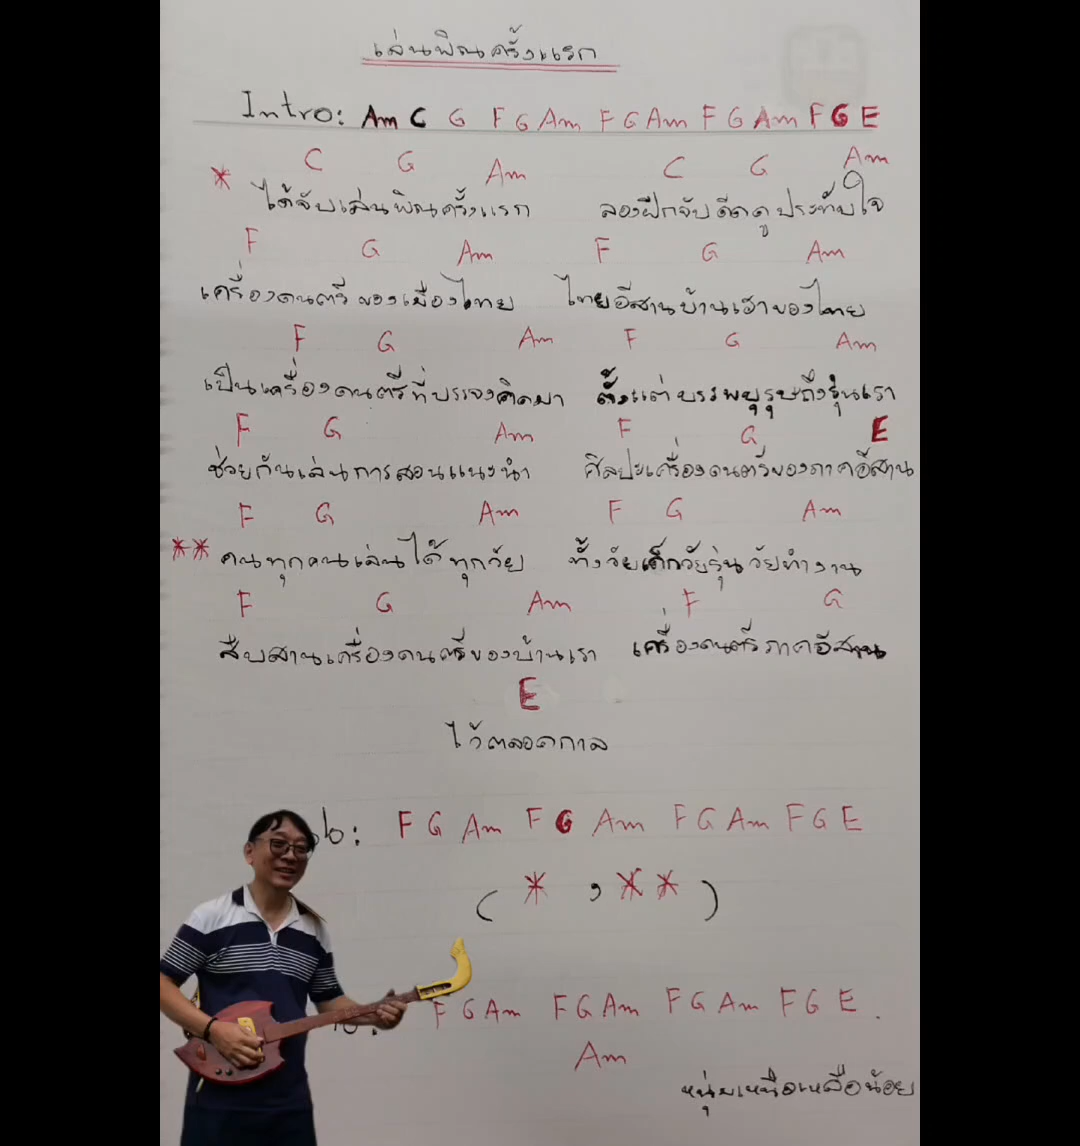 เล่นพิณครั้งแรก
Intro: Am C G F G Am F G Am F G Am F G E
C G Am C G Am
* ได้จับเล่นพิณครั้งแรก ลองฝึกจับดีดดูประทับใจ
F G Am F G Am
เครื่องดนตรีของเมืองไทย ไทยอีสานบ้านเฮาของไทย
F G Am F G Am
เป็นเครื่องดนตรีที่บรรจงคิดมา ตั้งแต่บรรพบุรุษถึงรุ่นเรา
F G Am F G E
ช่วยกันเล่นการสอนแนะนำ ศิลปะเครื่องดนตรีของภาคอีสาน
F G Am F G Am
** คนทุกคนเล่นได้ทุกวัย ทั้งวัยเด็กวัยรุ่นวัยทำงาน
F G Am F G
สืบสานเครื่องดนตรีของบ้านเรา เครื่องดนตรีภาคอีสาน
E
ไว้ตลอดกาล
F G Am F G Am F G Am F G E
( * , ** )
F G Am F G Am F G Am F G E .
Am
หนุ่ยเหนือเหลือน้อย